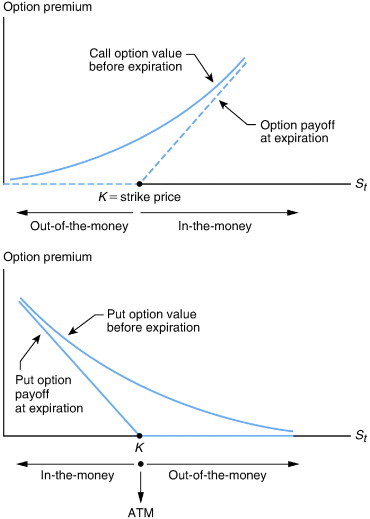 Option premium
Call option value
before expiration
Option payoff
at expiration
St
K = strike price
Out-of-the-money
In-the-money
Option premium
Put option value
before expiration
Put option
payoff
at expiration
St
K
In-the-money
Out-of-the-money
ATM